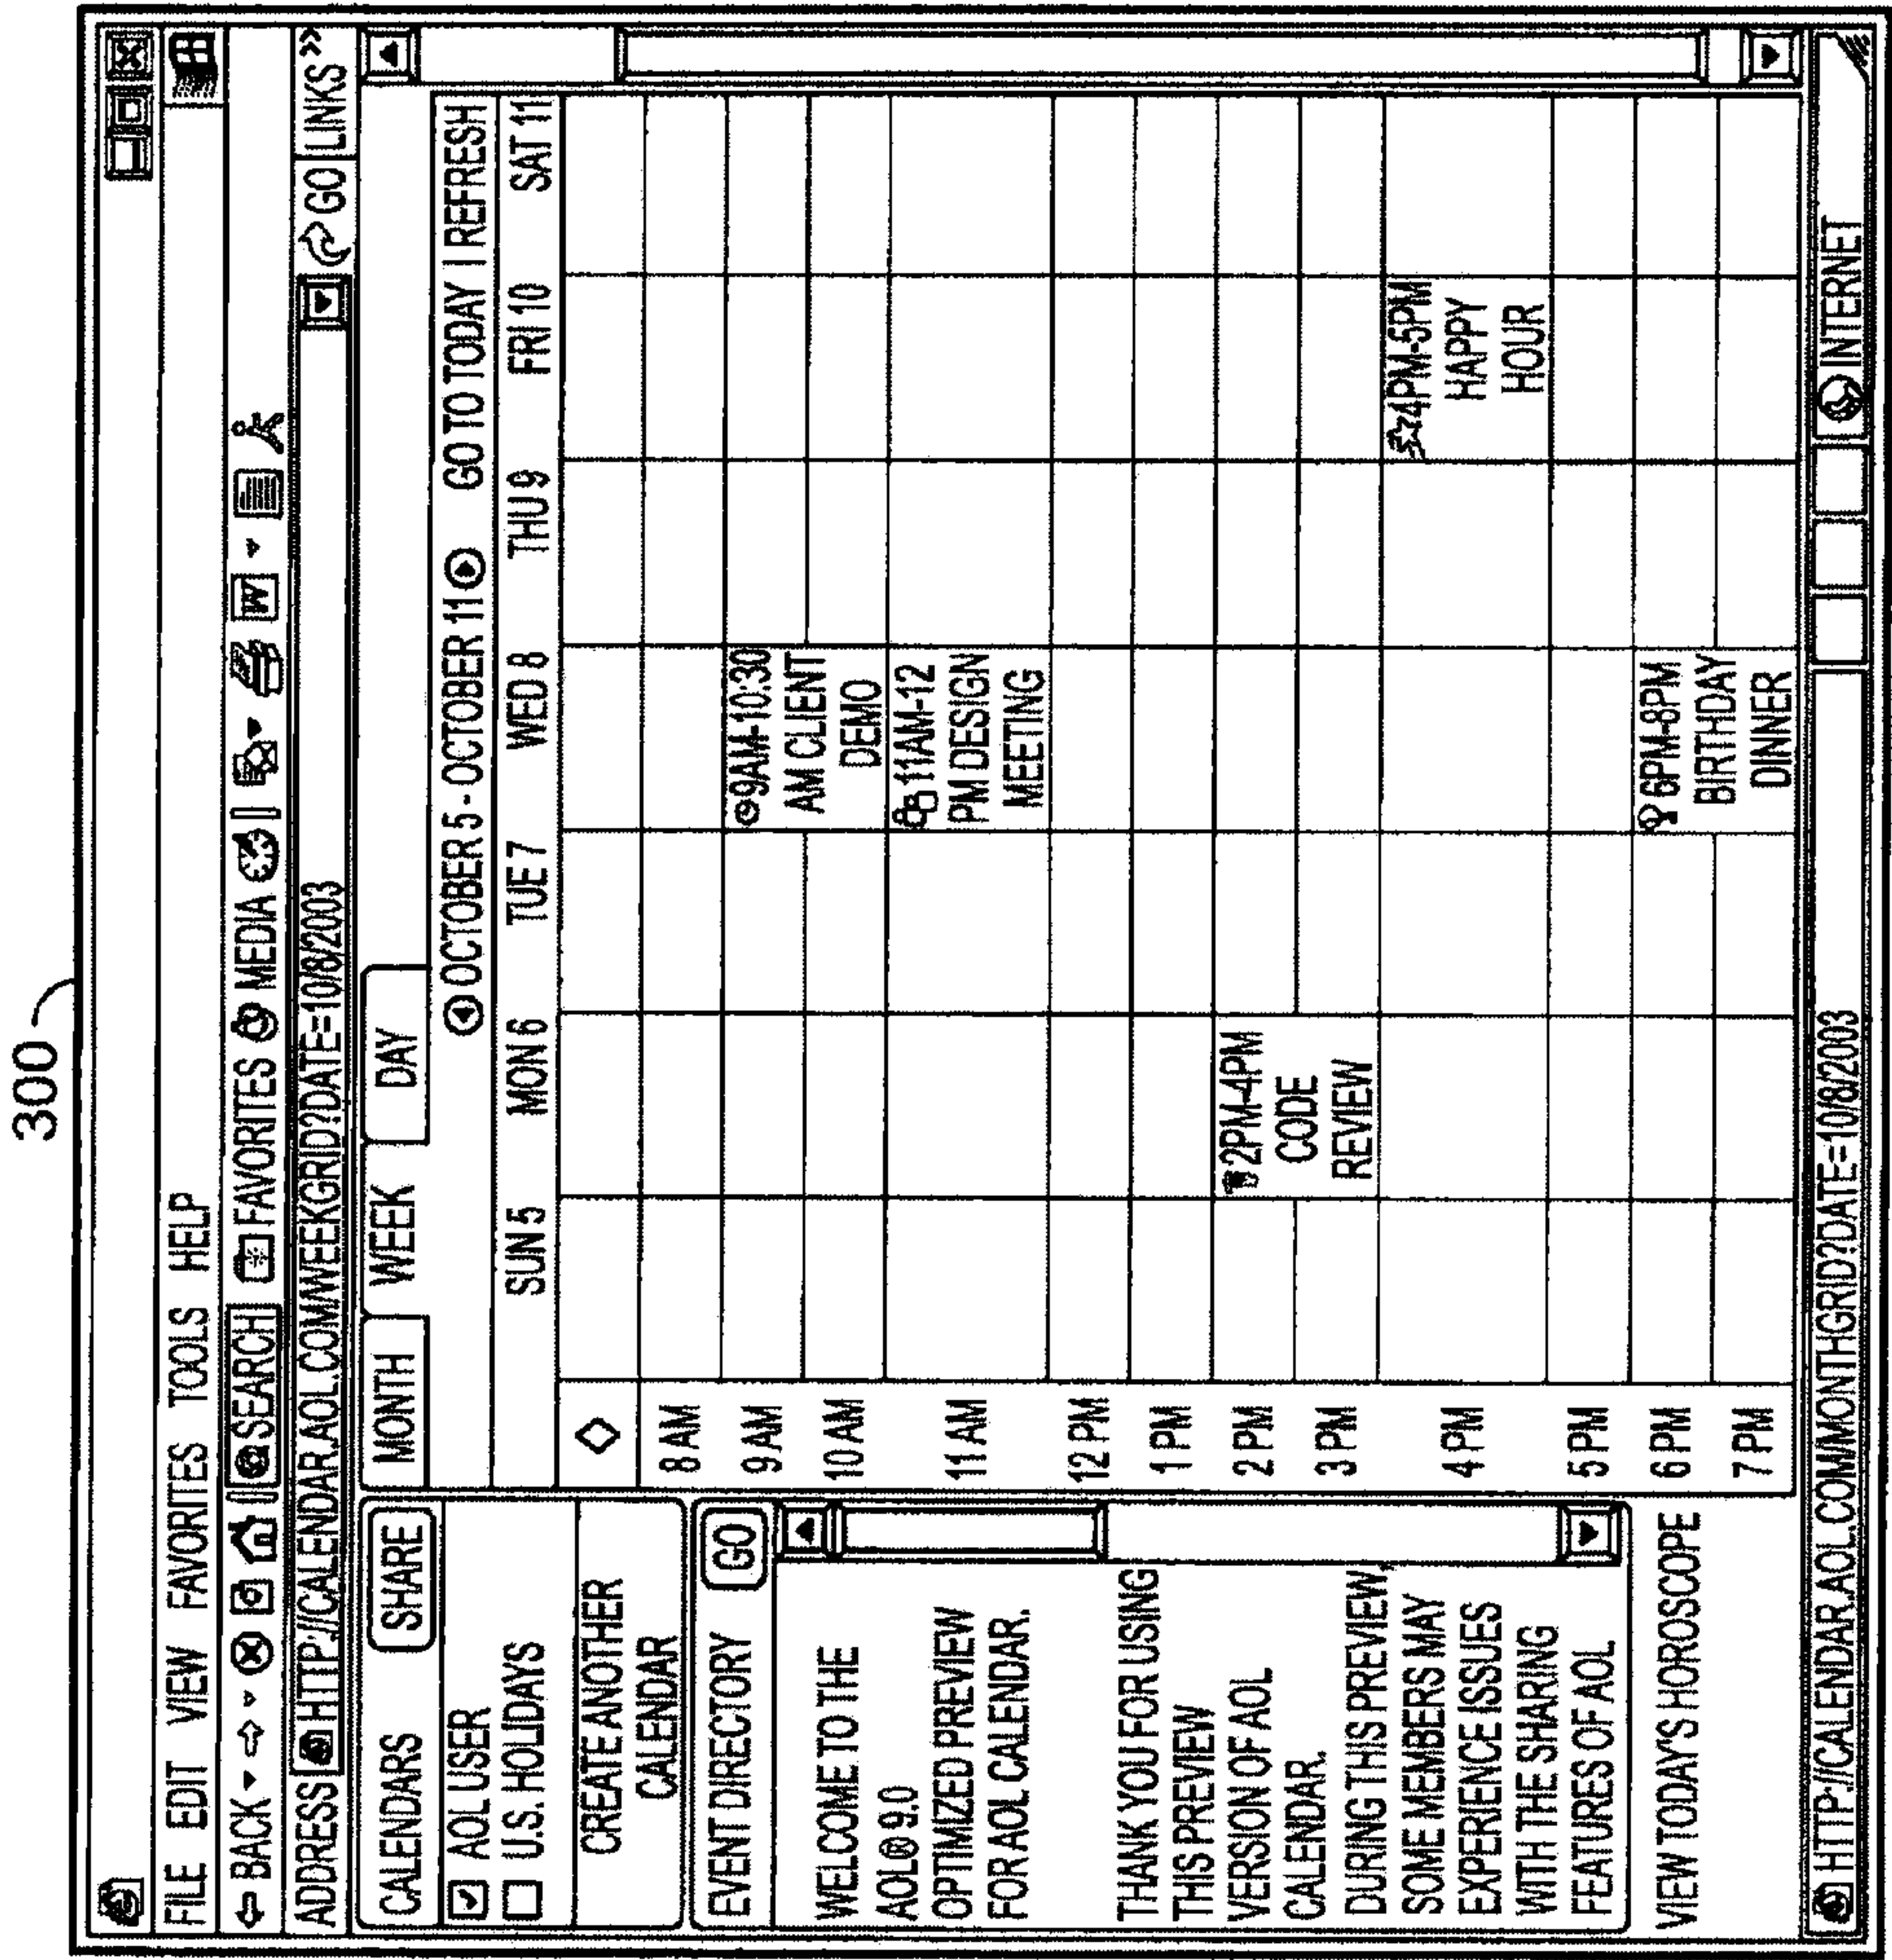 300
FILE EDIT VIEW FAVORITES TOOLS HELP
BACK SEARCH FAVORITES MEDIA W
ADDRESS HTTP://CALENDAR.AOL.COM/WEEKGRID?DATE=10/8/2003 GO LINKS >>
CALENDARS SHARE
AOL USER
U.S. HOLIDAYS
CREATE ANOTHER
CALENDAR
EVENT DIRECTORY GO
WELCOME TO THE
AOL® 9.0
OPTIMIZED PREVIEW
FOR AOL CALENDAR.
THANK YOU FOR USING
THIS PREVIEW
VERSION OF AOL
CALENDAR.
DURING THIS PREVIEW,
SOME MEMBERS MAY
EXPERIENCE ISSUES
WITH THE SHARING
FEATURES OF AOL
VIEW TODAY'S HOROSCOPE
MONTH WEEK DAY
OCTOBER 5 - OCTOBER 11 GO TO TODAY | REFRESH
SUN 5 MON 6 TUE 7 WED 8 THU 9 FRI 10 SAT 11
8 AM
9 AM
10 AM
11 AM
12 PM
1 PM
2 PM
3 PM
4 PM
5 PM
6 PM
7 PM
2PM-4PM
CODE
REVIEW
9AM-10:30
AM CLIENT
DEMO
11AM-12
PM DESIGN
MEETING
6PM-8PM
BIRTHDAY
DINNER
4PM-5PM
HAPPY
HOUR
HTTP://CALENDAR.AOL.COM/MONTHGRID?DATE=10/8/2003 INTERNET